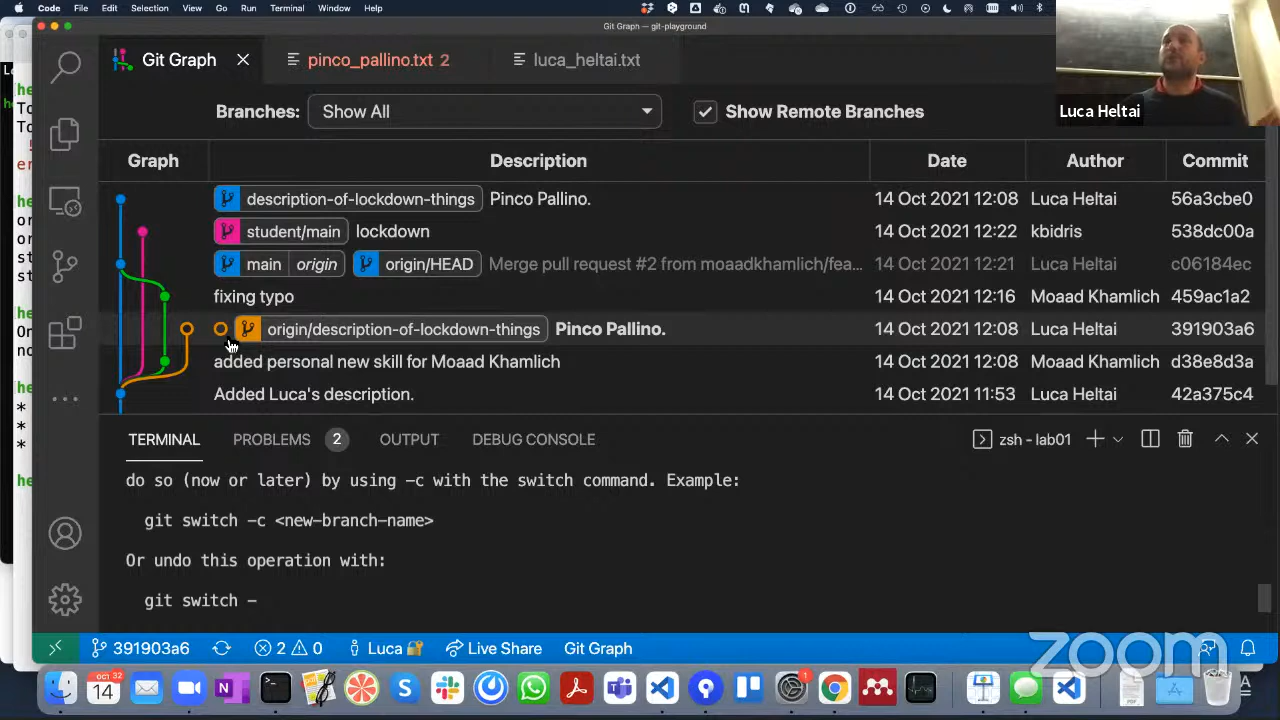 Code File Edit Selection View Go Run Terminal Window Help
Git Graph — git-playground
Git Graph
pinco_pallino.txt 2
luca_heltai.txt
Luca Heltai
Branches: Show All
Show Remote Branches
Graph Description Date Author Commit
description-of-lockdown-things Pinco Pallino. 14 Oct 2021 12:08 Luca Heltai 56a3cbe0
student/main lockdown 14 Oct 2021 12:22 kbidris 538dc00a
main origin origin/HEAD Merge pull request #2 from moaadkhamlich/fea... 14 Oct 2021 12:21 Luca Heltai c06184ec
fixing typo 14 Oct 2021 12:16 Moaad Khamlich 459ac1a2
origin/description-of-lockdown-things Pinco Pallino. 14 Oct 2021 12:08 Luca Heltai 391903a6
added personal new skill for Moaad Khamlich 14 Oct 2021 12:08 Moaad Khamlich d38e8d3a
Added Luca's description. 14 Oct 2021 11:53 Luca Heltai 42a375c4
TERMINAL PROBLEMS 2 OUTPUT DEBUG CONSOLE zsh - lab01
do so (now or later) by using -c with the switch command. Example:
git switch -c <new-branch-name>
Or undo this operation with:
git switch -
391903a6 2 0 Luca Live Share Git Graph
zoom
OCT
14
1